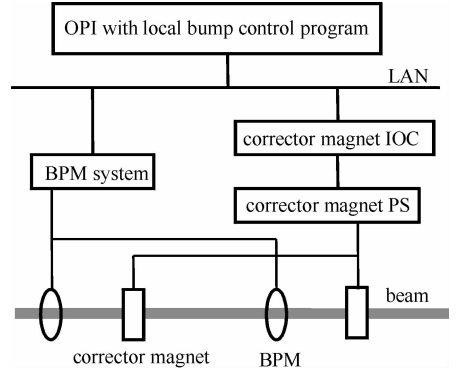 OPI with local bump control program
LAN
corrector magnet IOC
BPM system
corrector magnet PS
beam
corrector magnet
BPM